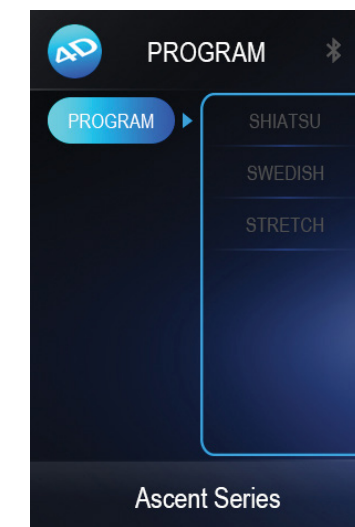 4D PROGRAM
PROGRAM SHIATSU
SWEDISH
STRETCH
Ascent Series